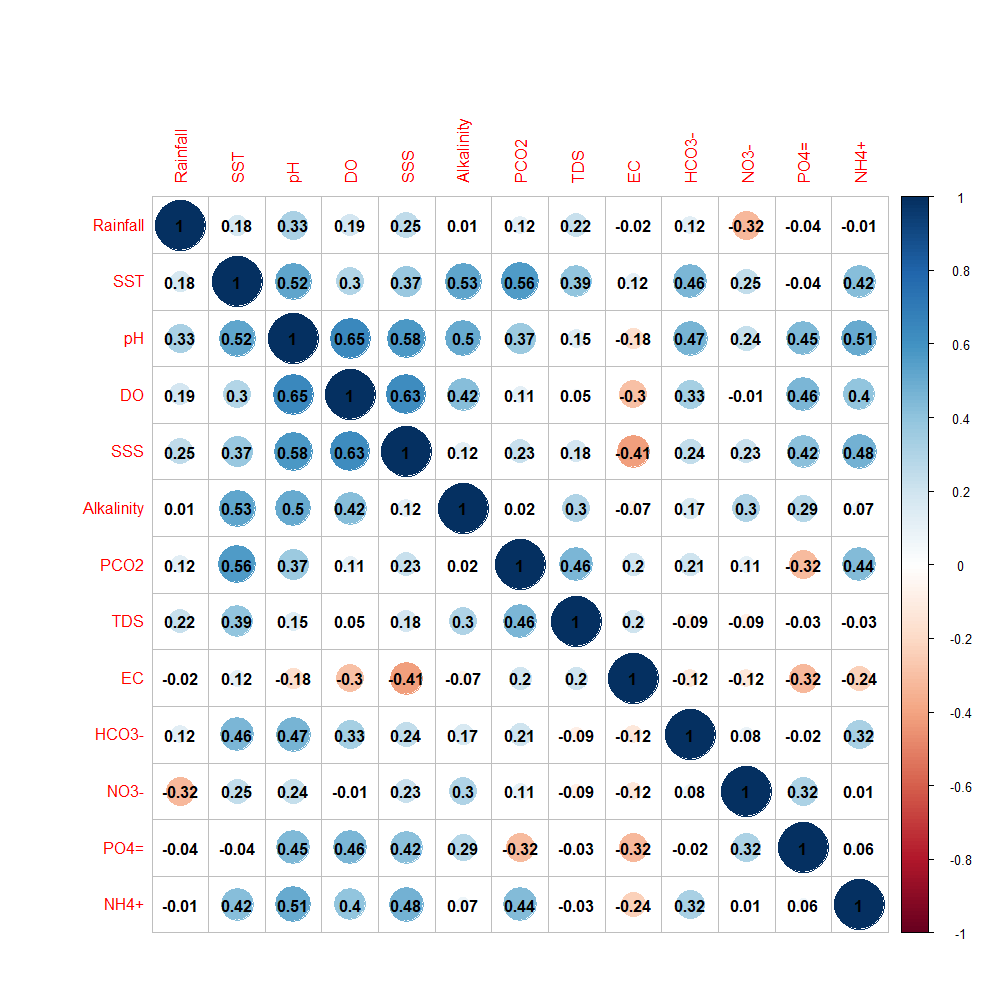 Rainfall SST pH DO SSS Alkalinity PCO2 TDS EC HCO3- NO3- PO4= NH4+
Rainfall 1 0.18 0.33 0.19 0.25 0.01 0.12 0.22 -0.02 0.12 -0.32 -0.04 -0.01
SST 0.18 1 0.52 0.3 0.37 0.53 0.56 0.39 0.12 0.46 0.25 -0.04 0.42
pH 0.33 0.52 1 0.65 0.58 0.5 0.37 0.15 -0.18 0.47 0.24 0.45 0.51
DO 0.19 0.3 0.65 1 0.63 0.42 0.11 0.05 -0.3 0.33 -0.01 0.46 0.4
SSS 0.25 0.37 0.58 0.63 1 0.12 0.23 0.18 -0.41 0.24 0.23 0.42 0.48
Alkalinity 0.01 0.53 0.5 0.42 0.12 1 0.02 0.3 -0.07 0.17 0.3 0.29 0.07
PCO2 0.12 0.56 0.37 0.11 0.23 0.02 1 0.46 0.2 0.21 0.11 -0.32 0.44
TDS 0.22 0.39 0.15 0.05 0.18 0.3 0.46 1 0.2 -0.09 -0.09 -0.03 -0.03
EC -0.02 0.12 -0.18 -0.3 -0.41 -0.07 0.2 0.2 1 -0.12 -0.12 -0.32 -0.24
HCO3- 0.12 0.46 0.47 0.33 0.24 0.17 0.21 -0.09 -0.12 1 0.08 -0.02 0.32
NO3- -0.32 0.25 0.24 -0.01 0.23 0.3 0.11 -0.09 -0.12 0.08 1 0.32 0.01
PO4= -0.04 -0.04 0.45 0.46 0.42 0.29 -0.32 -0.03 -0.32 -0.02 0.32 1 0.06
NH4+ -0.01 0.42 0.51 0.4 0.48 0.07 0.44 -0.03 -0.24 0.32 0.01 0.06 1
1
0.8
0.6
0.4
0.2
0
-0.2
-0.4
-0.6
-0.8
-1